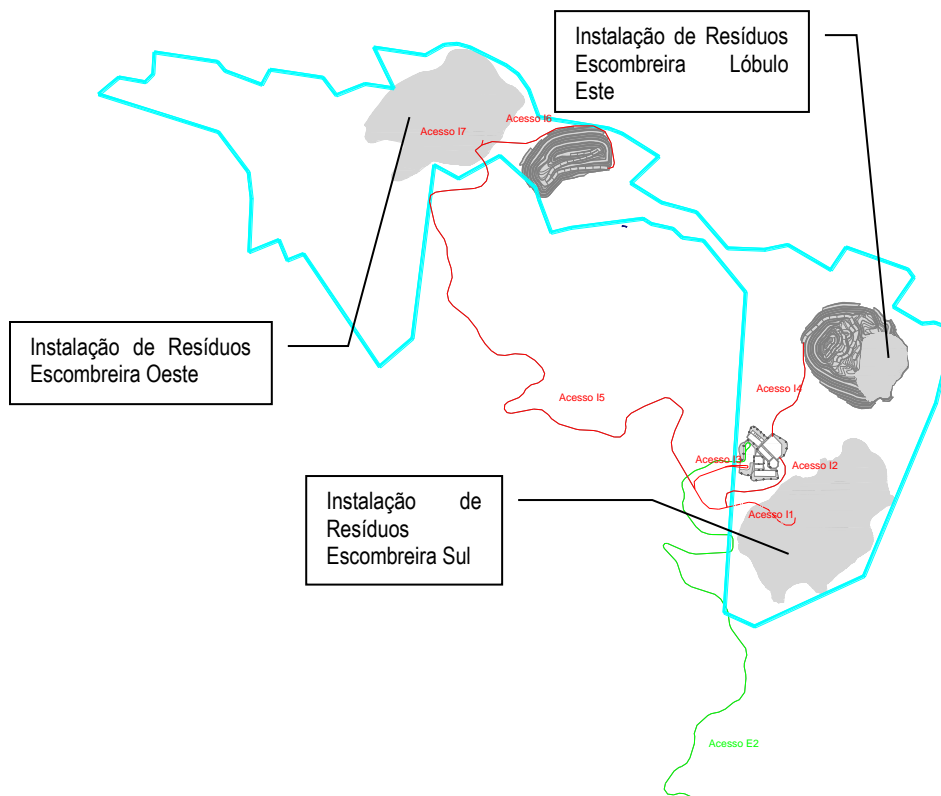 Instalação de Resíduos
Escombreira Lóbulo
Este
Acesso I6
Acesso I7
Instalação de Resíduos
Escombreira Oeste
Acesso I4
Acesso I5
Acesso I3
Acesso I2
Instalação de
Resíduos
Escombreira Sul
Acesso I1
Acesso E2